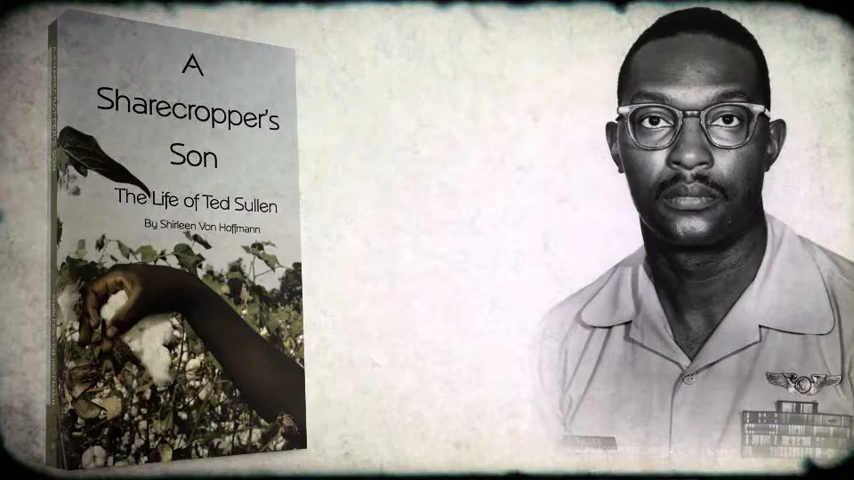 A
Sharecropper's
Son
The Life of Ted Sullen
By Shirleen Von Hoffmann